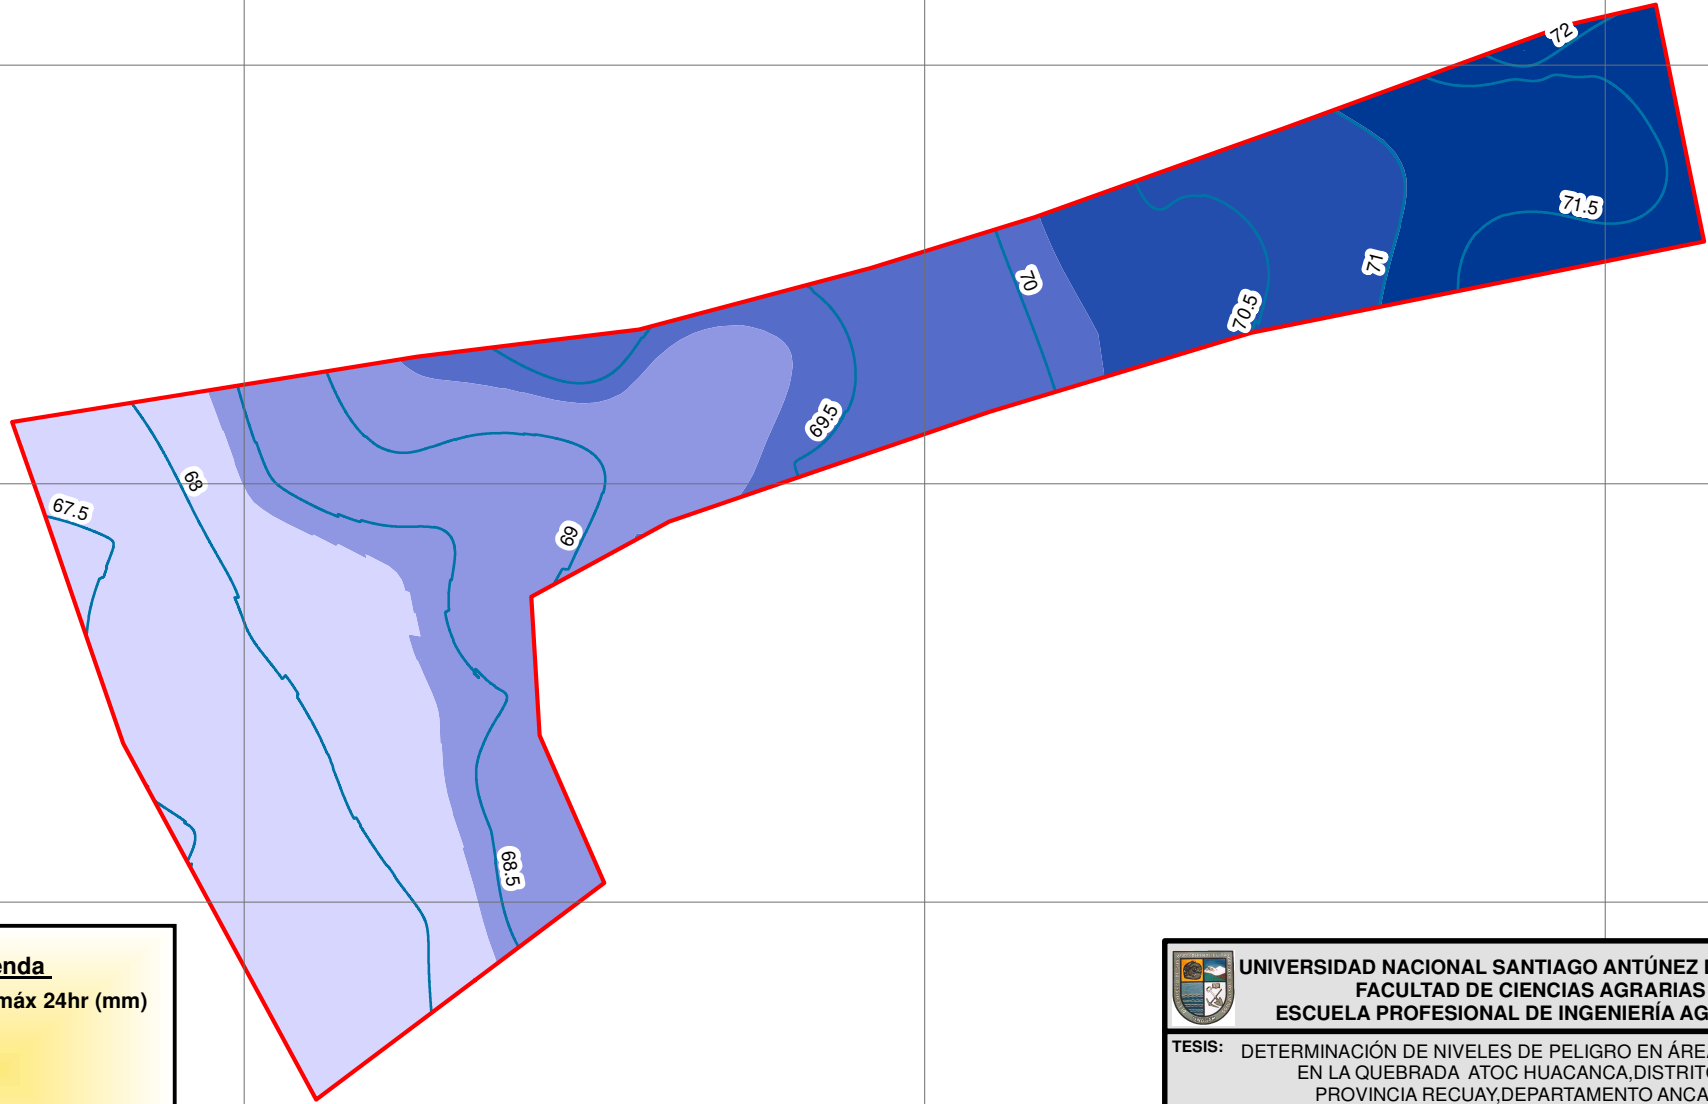 72
71.5
71
70
70.5
69.5
68
67.5
69
68.5
enda
máx 24hr (mm)
UNIVERSIDAD NACIONAL SANTIAGO ANTÚNEZ
FACULTAD DE CIENCIAS AGRARIAS
ESCUELA PROFESIONAL DE INGENIERÍA AG
TESIS: DETERMINACIÓN DE NIVELES DE PELIGRO EN ÁREA
EN LA QUEBRADA ATOC HUACANCA,DISTRITO
PROVINCIA RECUAY,DEPARTAMENTO ANCA